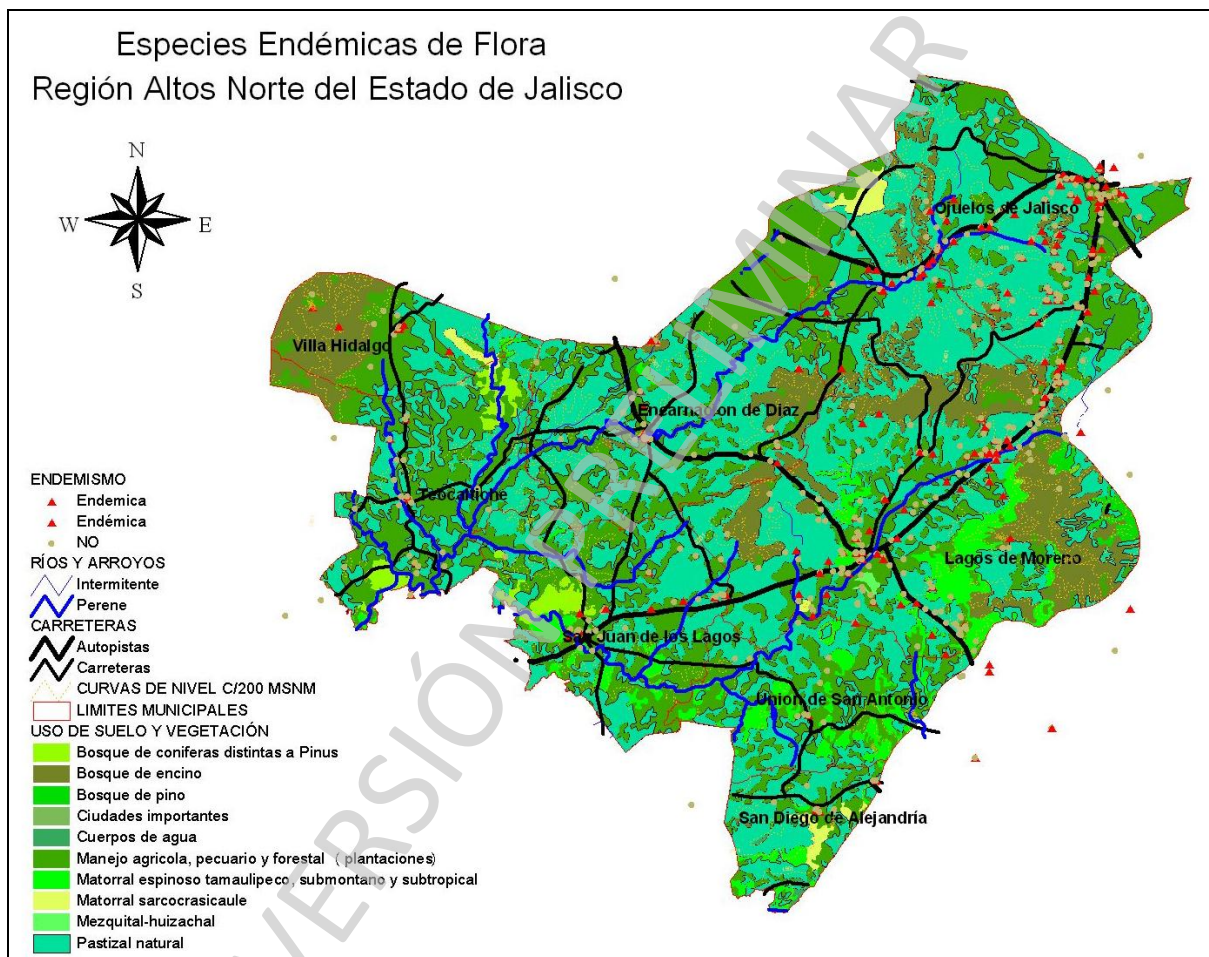 Especies Endémicas de Flora
Región Altos Norte del Estado de Jalisco
N
W
E
S
Ojuelos de Jalisco
Villa Hidalgo
Encarnacion de Diaz
Teocaltiche
Lagos de Moreno
San Juan de los Lagos
Union de San Antonio
San Diego de Alejandría
ENDEMISMO
Endemica
Endémica
NO
RÍOS Y ARROYOS
Intermitente
Perene
CARRETERAS
Autopistas
Carreteras
CURVAS DE NIVEL C/200 MSNM
LIMITES MUNICIPALES
USO DE SUELO Y VEGETACIÓN
Bosque de coniferas distintas a Pinus
Bosque de encino
Bosque de pino
Ciudades importantes
Cuerpos de agua
Manejo agricola, pecuario y forestal ( plantaciones)
Matorral espinoso tamaulipeco, submontano y subtropical
Matorral sarcocrasicaule
Mezquital-huizachal
Pastizal natural
VERSIÓN PRELIMINAR